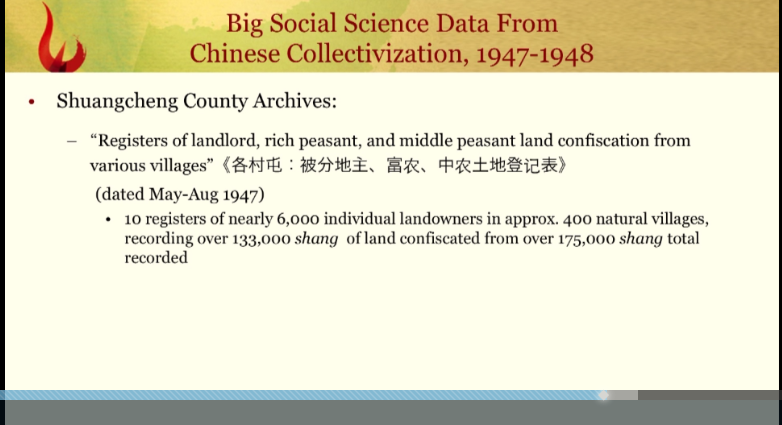 Big Social Science Data From
Chinese Collectivization, 1947-1948
• Shuangcheng County Archives:
– “Registers of landlord, rich peasant, and middle peasant land confiscation from
various villages”《各村屯：被分地主、富农、中农土地登记表》
(dated May-Aug 1947)
• 10 registers of nearly 6,000 individual landowners in approx. 400 natural villages,
recording over 133,000 shang of land confiscated from over 175,000 shang total
recorded